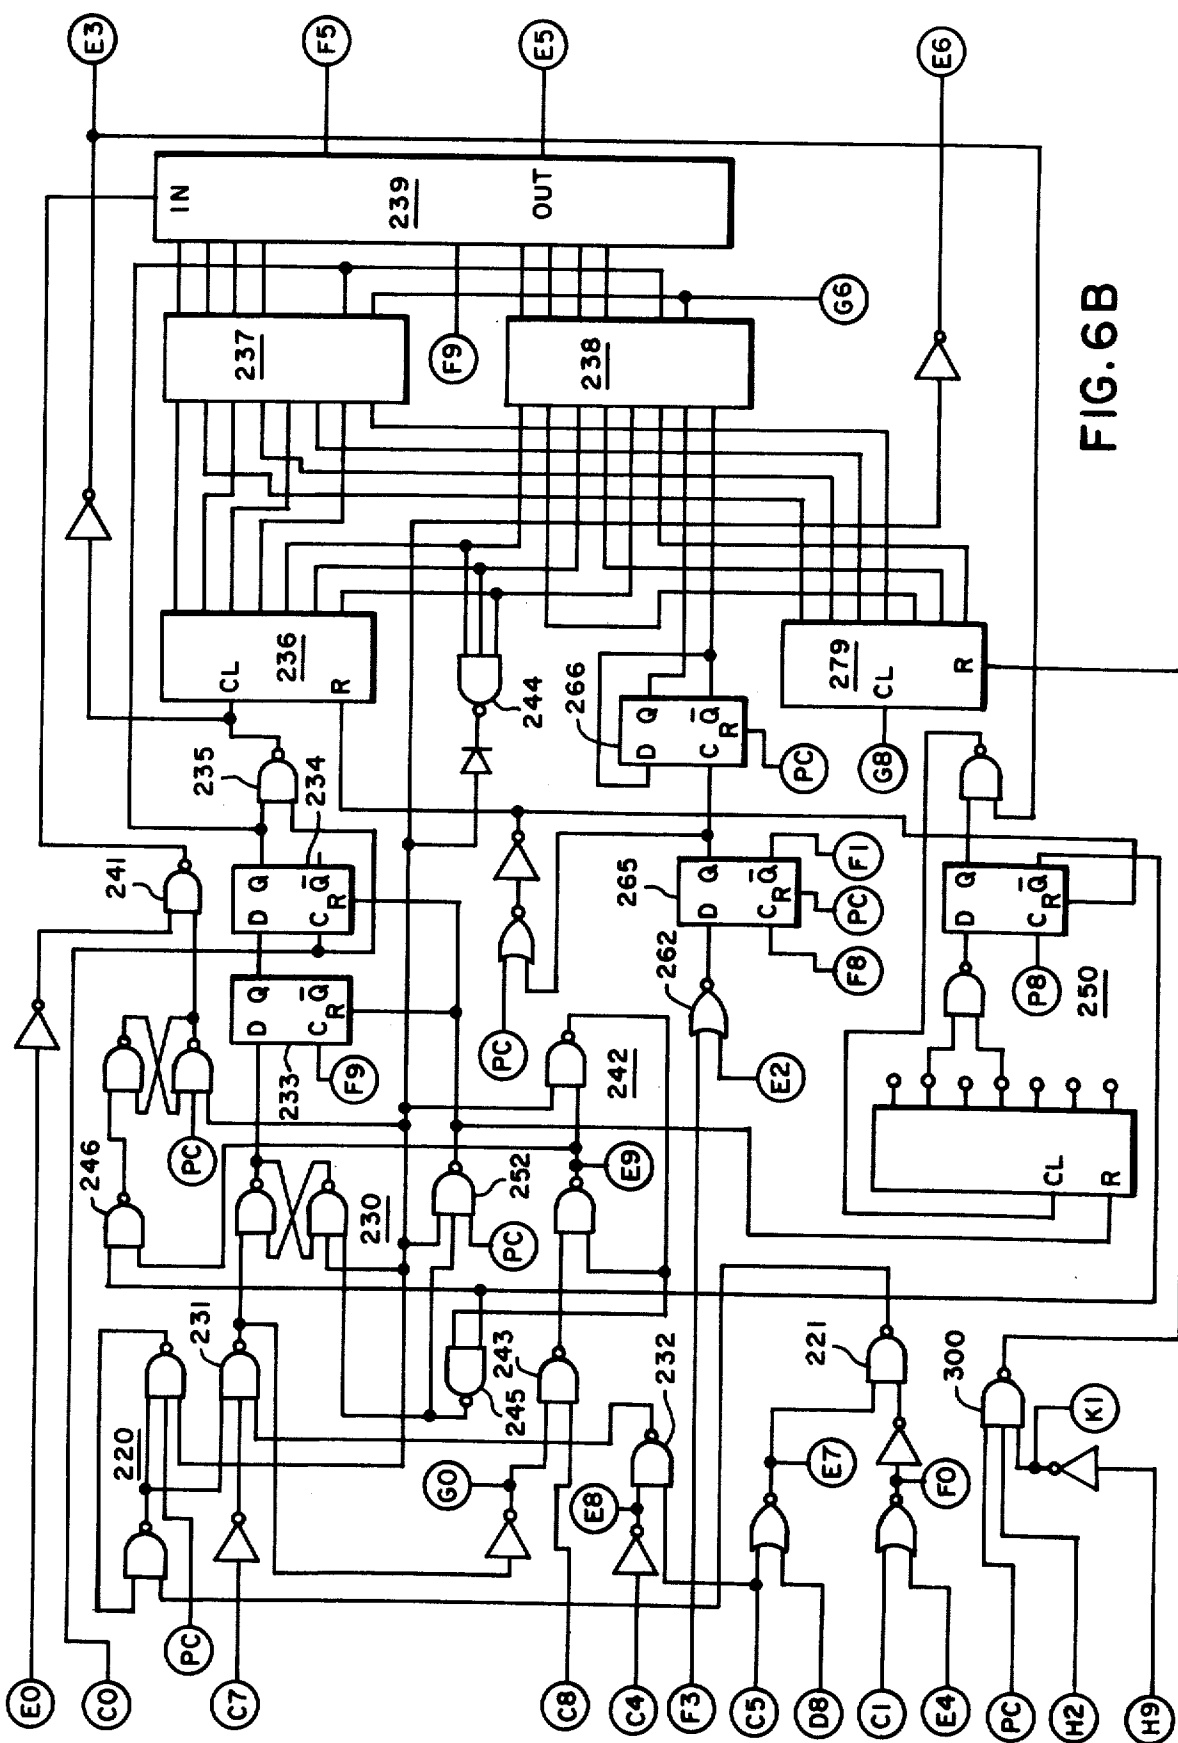 E3
F5
E5
E6
IN
239
OUT
237
F9
238
G6
FIG. 6B
236
CL
R
244
266
D
Q
C
Q
R
PC
279
CL
R
G8
235
234
241
D
Q
C
Q
R
233
D
Q
C
Q
R
F9
PC
265
D
Q
C
Q
R
F1
PC
F8
262
E2
D
Q
C
Q
R
P8
250
CL
R
246
PC
230
252
PC
242
E9
231
220
245
243
232
G0
E8
E7
221
F0
300
K1
PC
E0
C0
C7
C8
C4
F3
C5
D8
C1
E4
PC
H2
H9